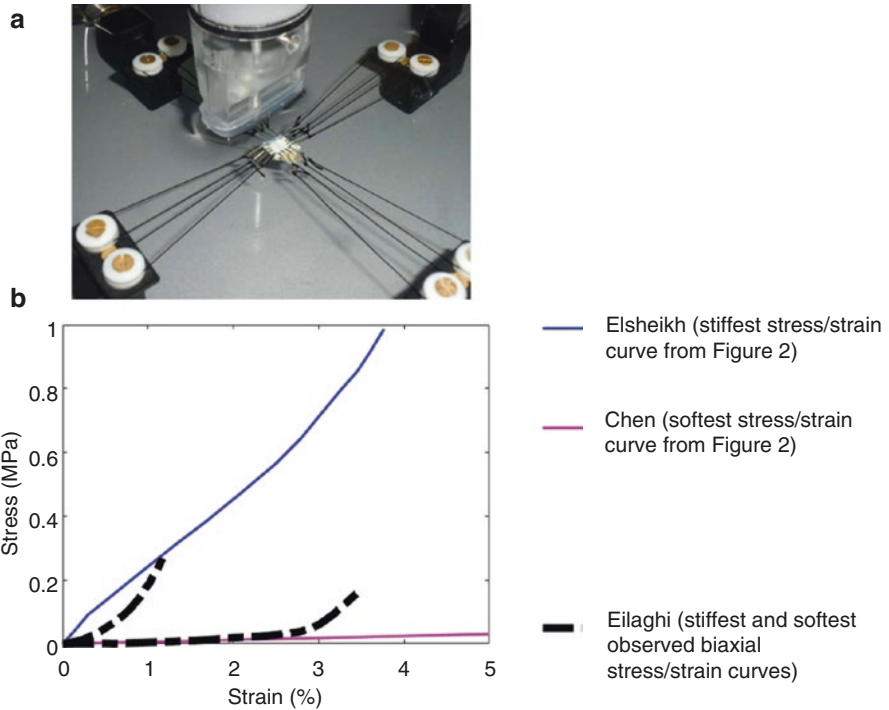 a
b
1
0.8
0.6
0.4
0.2
0
Stress (MPa)
0 1 2 3 4 5
Strain (%)
Elsheikh (stiffest stress/strain
curve from Figure 2)
Chen (softest stress/strain
curve from Figure 2)
Eilaghi (stiffest and softest
observed biaxial
stress/strain curves)